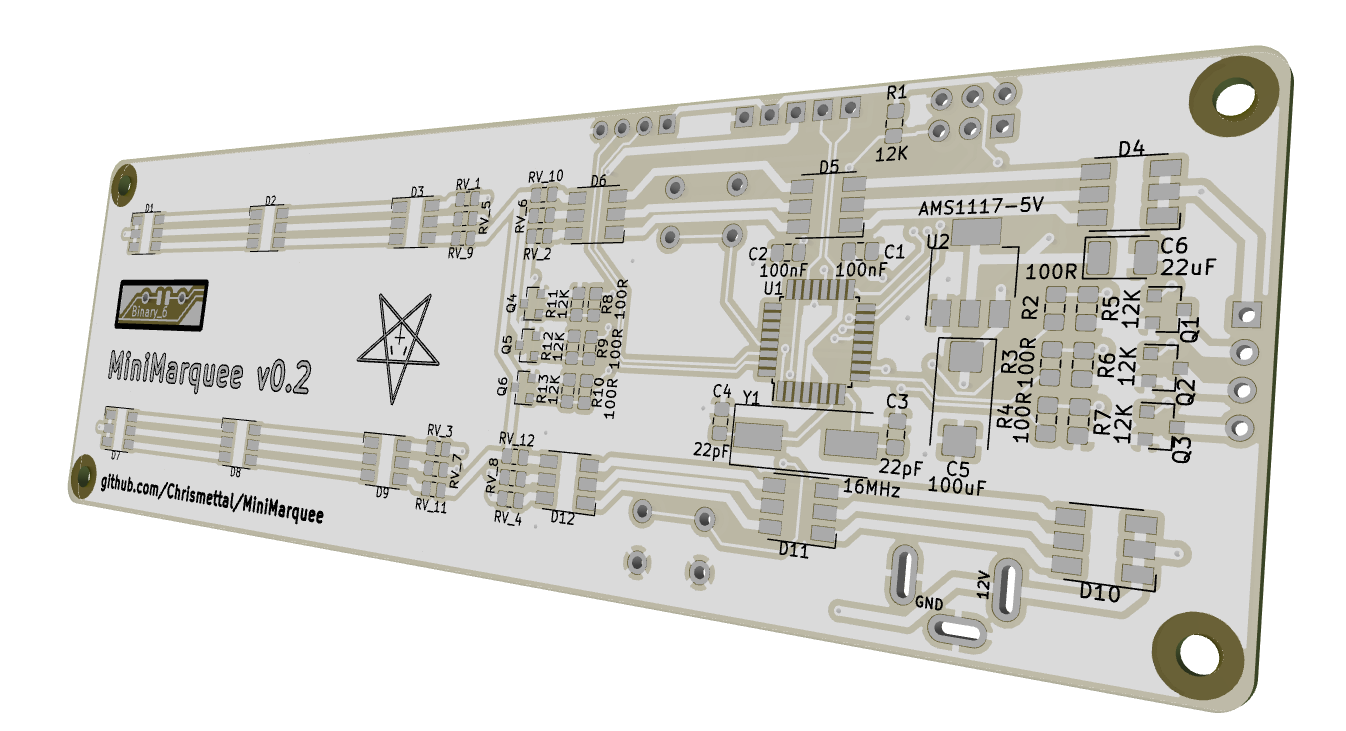 R1
12K
D4
D5
D6
RV_10
RV_6
RV_2
D3
RV_1
RV_5
RV_9
D2
D1
AMS1117-5V
U2
C6
22uF
C2
100nF
C1
100nF
U1
100R
R2
R5
12K
Q1
R3
100R
R6
12K
Q2
R4
100R
R7
12K
Q3
Q4
R11
12K
R8
100R
Q5
R12
12K
R9
100R
Q6
R13
12K
R10
100R
Binary_6
MiniMarquee v0.2
C4
22pF
Y1
16MHz
C3
22pF
C5
100uF
D7
D8
D9
RV_3
RV_7
RV_11
RV_12
RV_8
RV_4
D12
D11
D10
github.com/Chrismettal/MiniMarquee
GND
12V